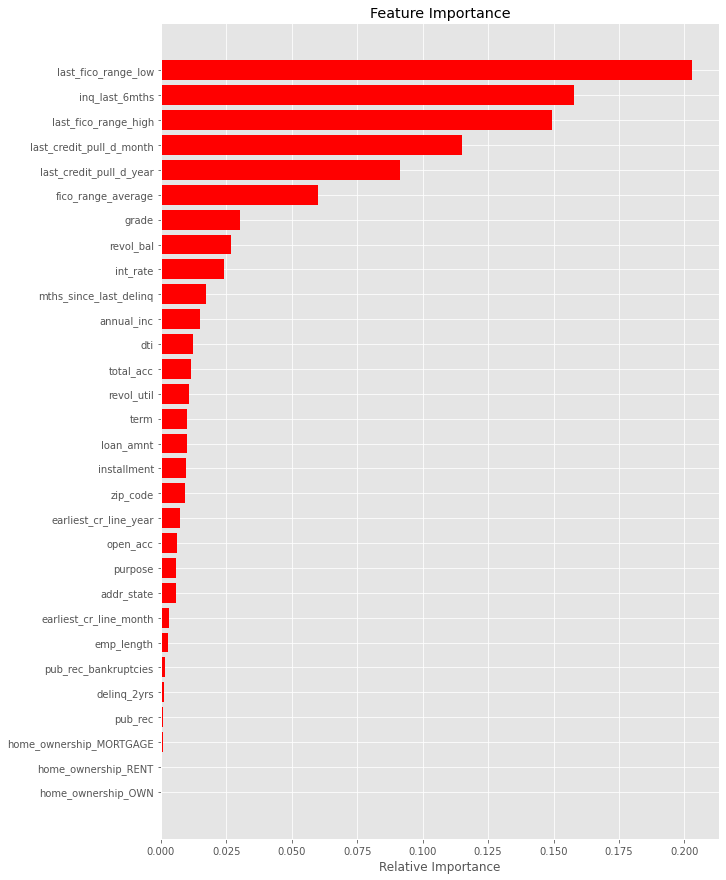 Feature Importance
last_fico_range_low
inq_last_6mths
last_fico_range_high
last_credit_pull_d_month
last_credit_pull_d_year
fico_range_average
grade
revol_bal
int_rate
mths_since_last_delinq
annual_inc
dti
total_acc
revol_util
term
loan_amnt
installment
zip_code
earliest_cr_line_year
open_acc
purpose
addr_state
earliest_cr_line_month
emp_length
pub_rec_bankruptcies
delinq_2yrs
pub_rec
home_ownership_MORTGAGE
home_ownership_RENT
home_ownership_OWN
0.000 0.025 0.050 0.075 0.100 0.125 0.150 0.175 0.200
Relative Importance